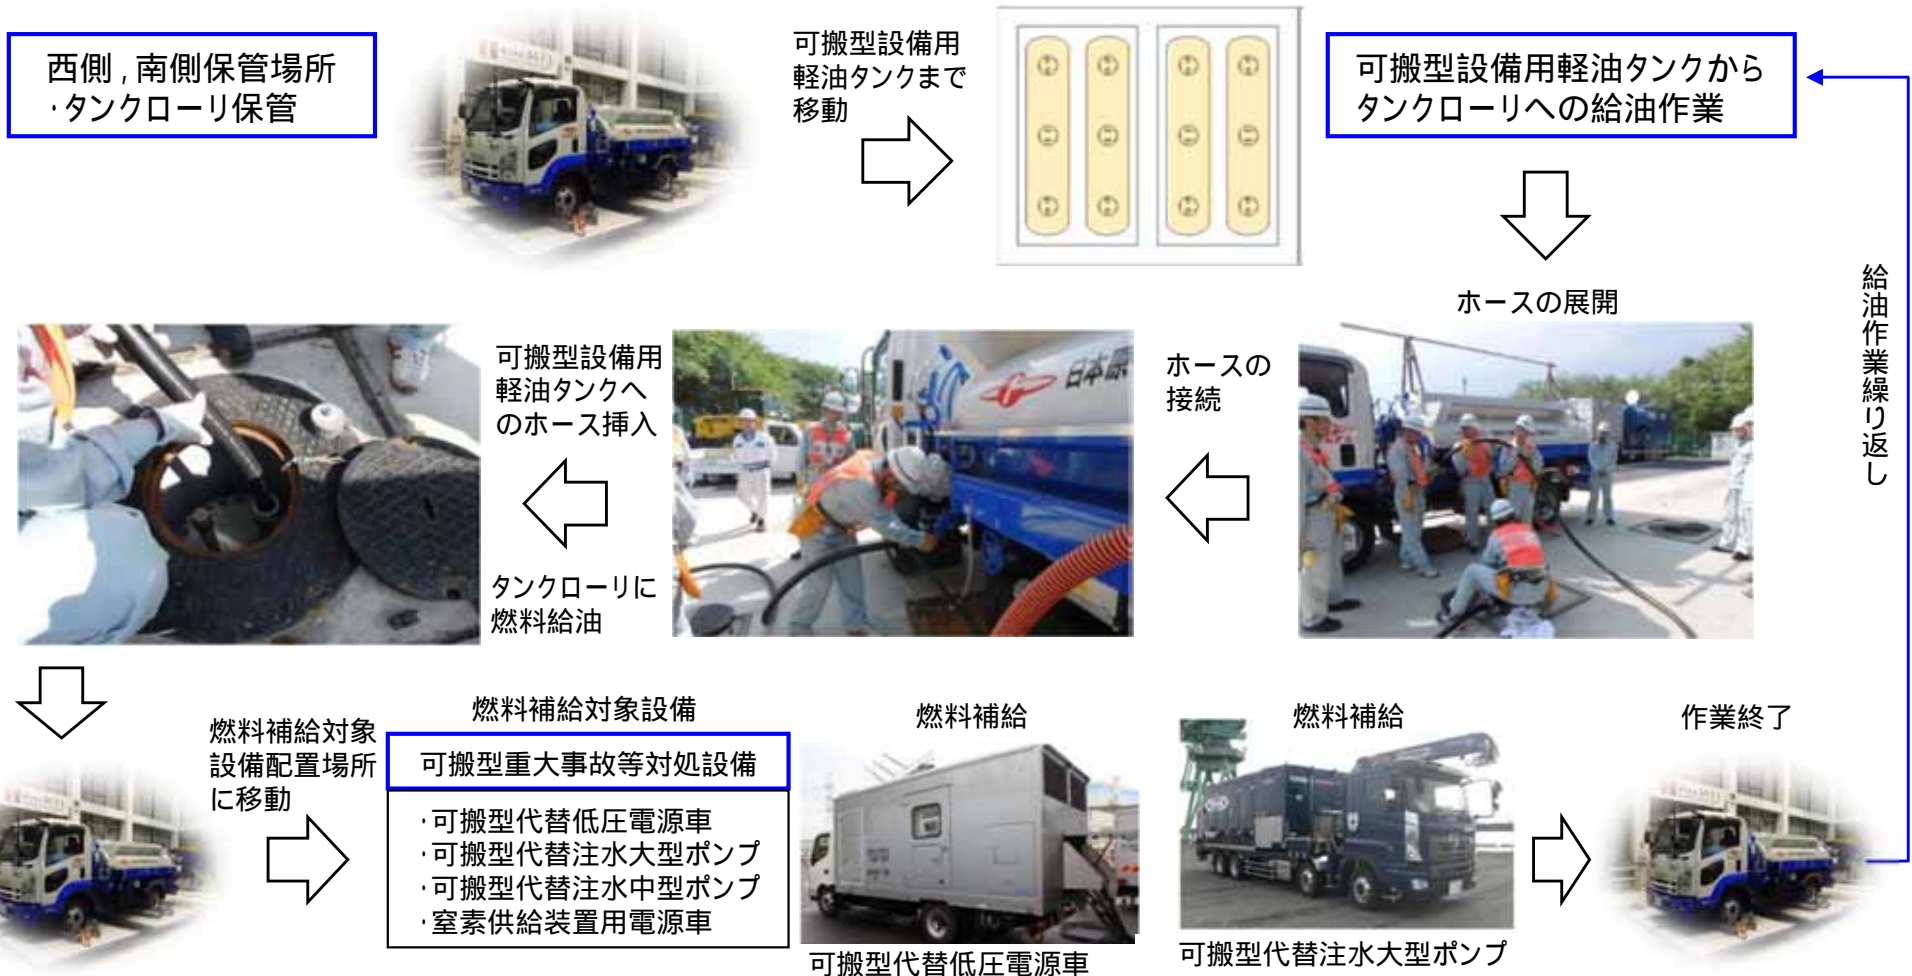 西側,南側保管場所
・タンクローリ保管
可搬型設備用
軽油タンクまで
移動
可搬型設備用軽油タンクから
タンクローリへの給油作業
給油作業繰り返し
ホースの展開
ホースの
接続
日本原
可搬型設備用
軽油タンクへ
のホース挿入
タンクローリに
燃料給油
燃料補給対象
設備配置場所
に移動
燃料補給対象設備
可搬型重大事故等対処設備
・可搬型代替低圧電源車
・可搬型代替注水大型ポンプ
・可搬型代替注水中型ポンプ
・窒素供給装置用電源車
燃料補給
可搬型代替低圧電源車
燃料補給
可搬型代替注水大型ポンプ
作業終了